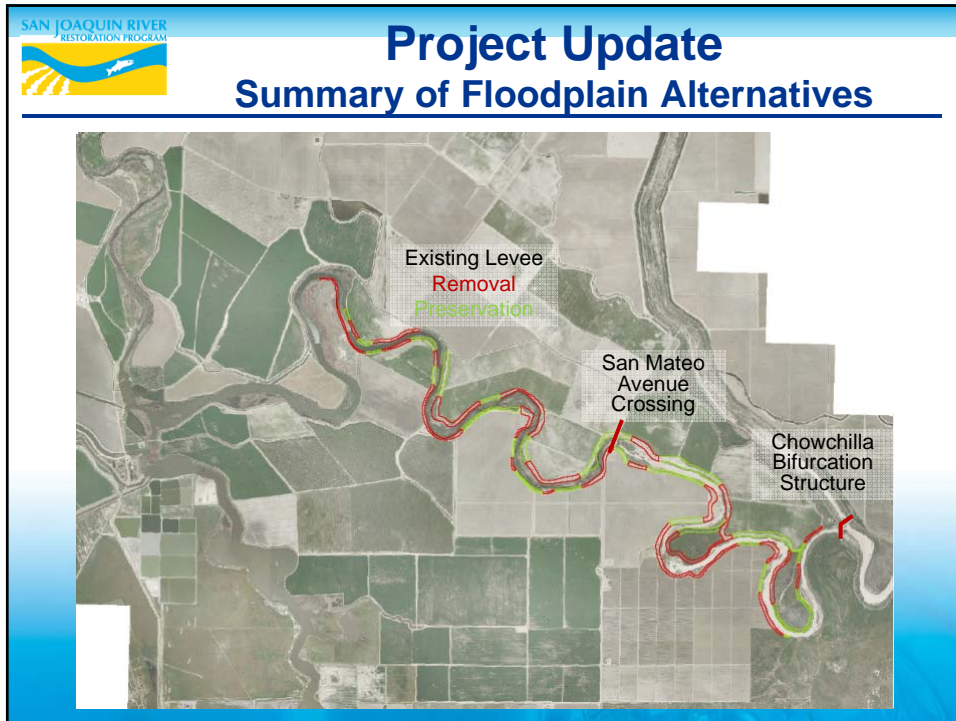 SAN JOAQUIN RIVER
RESTORATION PROGRAM
Project Update
Summary of Floodplain Alternatives
Existing Levee
Removal
Preservation
San Mateo
Avenue
Crossing
Chowchilla
Bifurcation
Structure